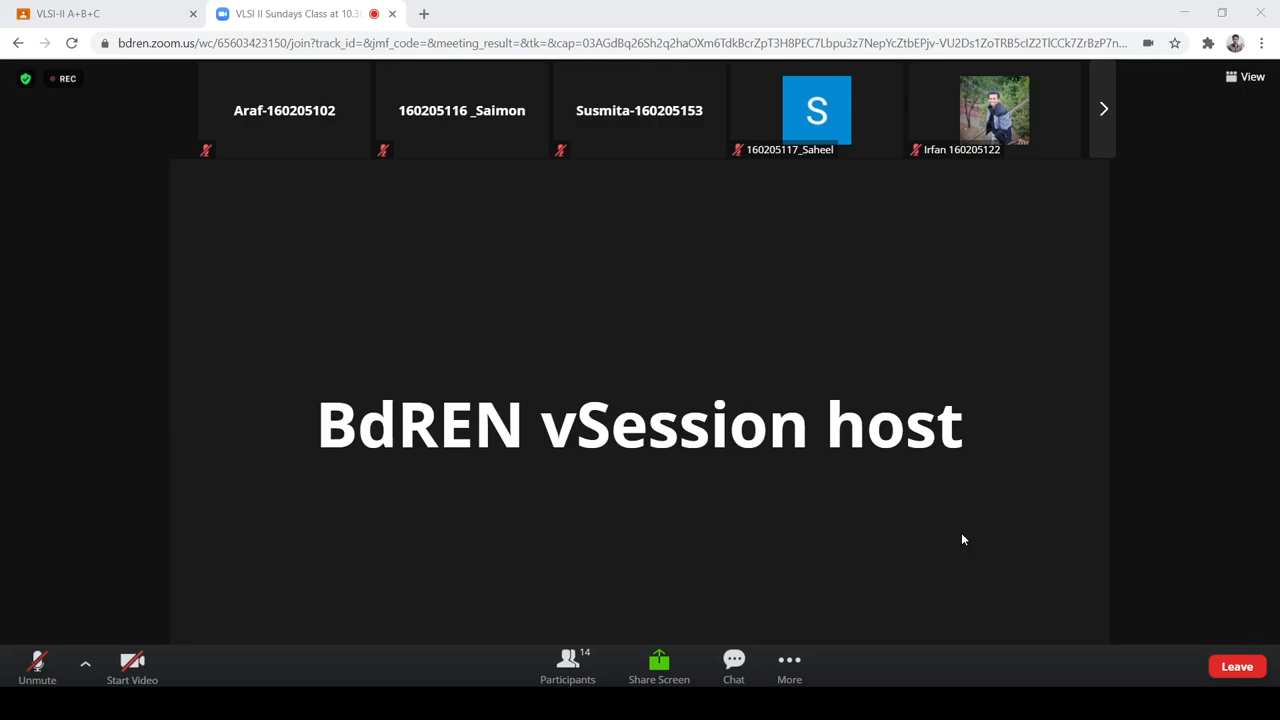 VLSI-II A+B+C
VLSI II Sundays Class at 10.3
bdren.zoom.us/wc/65603423150/join?track_id=&jmf_code=&meeting_result=&tk=&cap=03AGdBq26Sh2q2haOXm6TdkBcrZpT3H8PEC7Lbpu3z7NepYcZtbEPjv-VU2Ds1ZoTRB5cIZ2TlCCk7ZrBzP7n...
REC
View
Araf-160205102
160205116 _Saimon
Susmita-160205153
S
160205117_Saheel
Irfan 160205122
BdREN vSession host
Unmute
Start Video
14
Participants
Share Screen
Chat
More
Leave